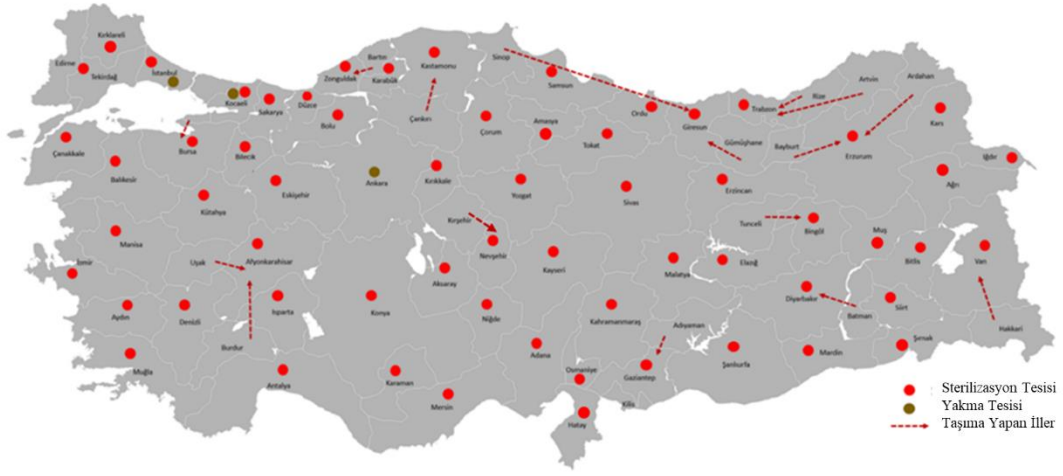 Kırklareli
Edirne
Tekirdağ
İstanbul
Kocaeli
Sakarya
Düzce
Zonguldak
Bartın
Karabük
Kastamonu
Sinop
Samsun
Çankırı
Bolu
Çorum
Amasya
Tokat
Ordu
Giresun
Trabzon
Rize
Artvin
Ardahan
Kars
Gümüşhane
Bayburt
Erzurum
Iğdır
Çanakkale
Balıkesir
Bursa
Bilecik
Eskişehir
Ankara
Kırıkkale
Yozgat
Sivas
Erzincan
Ağrı
Kütahya
Kırşehir
Nevşehir
Tunceli
Bingöl
Muş
Bitlis
Van
Manisa
İzmir
Uşak
Afyonkarahisar
Aksaray
Kayseri
Malatya
Elazığ
Diyarbakır
Batman
Siirt
Hakkari
Şırnak
Aydın
Denizli
Isparta
Burdur
Konya
Niğde
Kahramanmaraş
Adıyaman
Muğla
Antalya
Karaman
Mersin
Adana
Osmaniye
Gaziantep
Kilis
Hatay
Şanlıurfa
Mardin
Sterilizasyon Tesisi
Yakma Tesisi
Taşıma Yapan İller